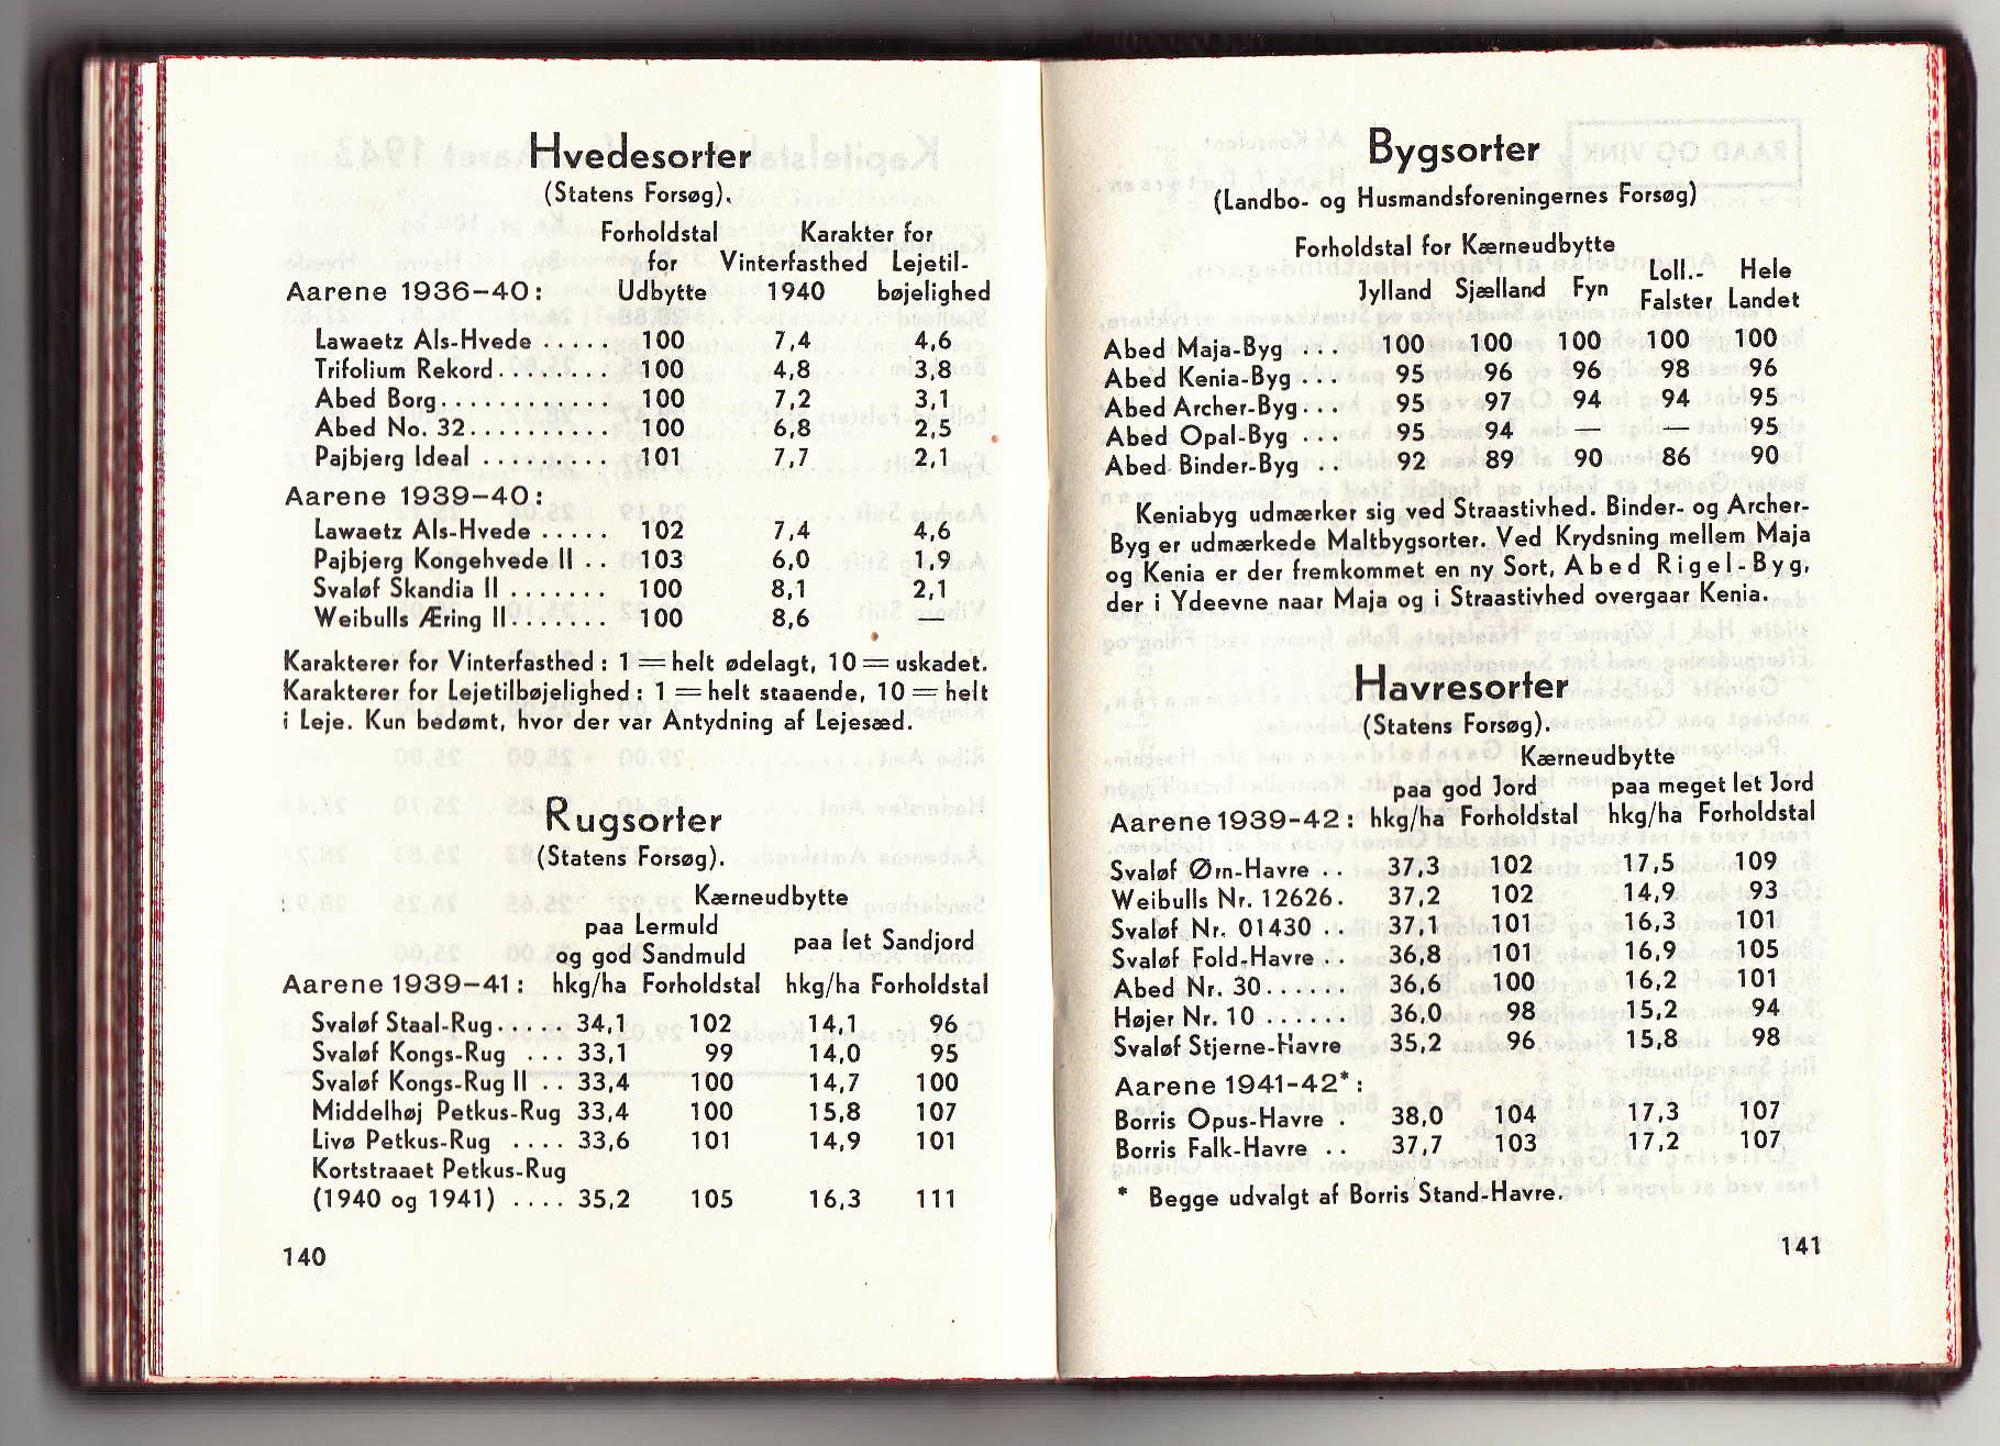 Hvedesorter
(Statens Forsøg).
Forholdstal Karakter for
for Vinterfasthed Lejetil-
Aarene 1936–40: Udbytte 1940 bøjelighed
Lawaetz Als-Hvede ..... 100 7,4 4,6
Trifolium Rekord........ 100 4,8 3,8
Abed Borg............ 100 7,2 3,1
Abed No. 32.......... 100 6,8 2,5
Pajbjerg Ideal ......... 101 7,7 2,1
Aarene 1939–40:
Lawaetz Als-Hvede ..... 102 7,4 4,6
Pajbjerg Kongehvede II .. 103 6,0 1,9
Svaløf Skandia II ....... 100 8,1 2,1
Weibulls Æring II....... 100 8,6 —
Karakterer for Vinterfasthed: 1 = helt ødelagt, 10 = uskadet.
Karakterer for Lejetilbøjelighed: 1 = helt staaende, 10 = helt
i Leje. Kun bedømt, hvor der var Antydning af Lejesæd.
Rugsorter
(Statens Forsøg).
Kærneudbytte
paa Lermuld
og god Sandmuld paa let Sandjord
Aarene 1939–41: hkg/ha Forholdstal hkg/ha Forholdstal
Svaløf Staal-Rug..... 34,1 102 14,1 96
Svaløf Kongs-Rug ... 33,1 99 14,0 95
Svaløf Kongs-Rug II .. 33,4 100 14,7 100
Middelhøj Petkus-Rug 33,4 100 15,8 107
Livø Petkus-Rug .... 33,6 101 14,9 101
Kortstraaet Petkus-Rug
(1940 og 1941) .... 35,2 105 16,3 111
140
Bygsorter
(Landbo- og Husmandsforeningernes Forsøg)
Forholdstal for Kærneudbytte
Jylland Sjælland Fyn Loll.-Falster Hele Landet
Abed Maja-Byg ... 100 100 100 100 100
Abed Kenia-Byg... 95 96 96 98 96
Abed Archer-Byg... 95 97 94 94 95
Abed Opal-Byg ... 95 94 — — 95
Abed Binder-Byg .. 92 89 90 86 90
Keniabyg udmærker sig ved Straastivhed. Binder- og Archer-
Byg er udmærkede Maltbygsorter. Ved Krydsning mellem Maja
og Kenia er der fremkommet en ny Sort, Abed Rigel-Byg,
der i Ydeevne naar Maja og i Straastivhed overgaar Kenia.
Havresorter
(Statens Forsøg).
Kærneudbytte
paa god Jord paa meget let Jord
Aarene 1939–42: hkg/ha Forholdstal hkg/ha Forholdstal
Svaløf Ørn-Havre .. 37,3 102 17,5 109
Weibulls Nr. 12626. 37,2 102 14,9 93
Svaløf Nr. 01430 .. 37,1 101 16,3 101
Svaløf Fold-Havre .. 36,8 101 16,9 105
Abed Nr. 30...... 36,6 100 16,2 101
Højer Nr. 10 ...... 36,0 98 15,2 94
Svaløf Stjerne-Havre 35,2 96 15,8 98
Aarene 1941–42*:
Borris Opus-Havre . 38,0 104 17,3 107
Borris Falk-Havre .. 37,7 103 17,2 107
* Begge udvalgt af Borris Stand-Havre.
141